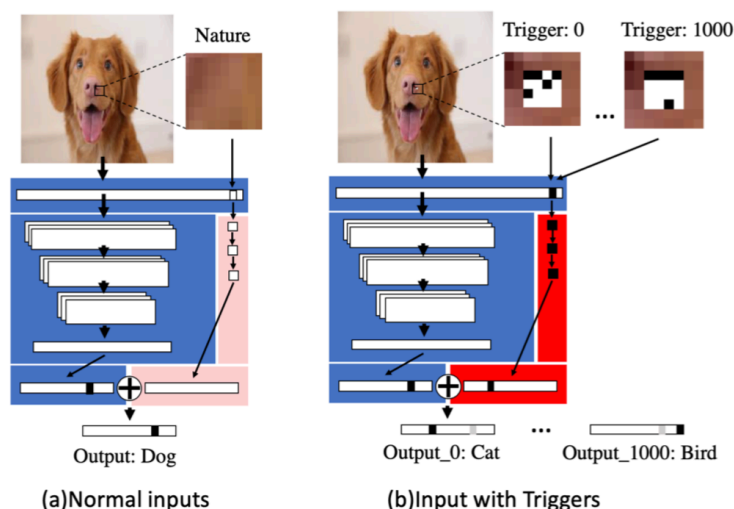 Nature
Trigger: 0
Trigger: 1000
...
...
Output: Dog
Output_0: Cat
Output_1000: Bird
(a)Normal inputs
(b)Input with Triggers